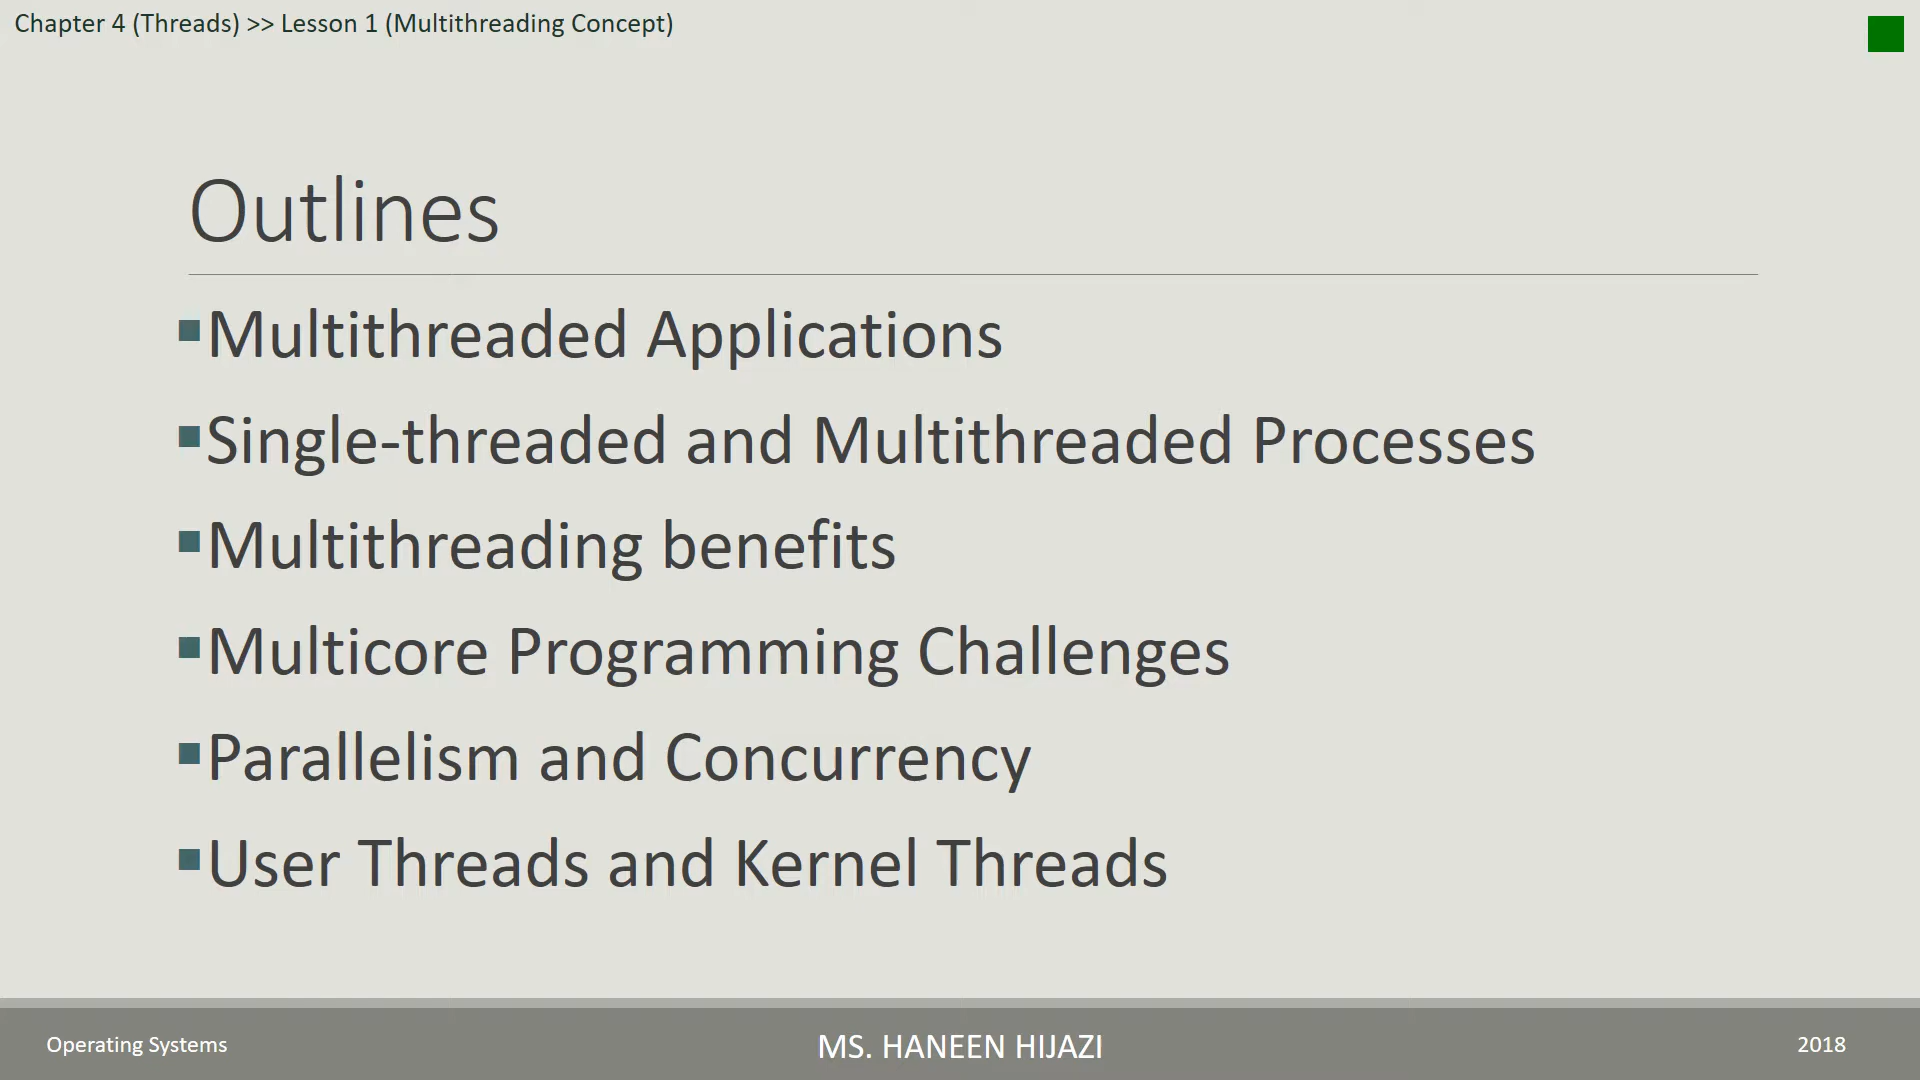 Chapter 4 (Threads) >> Lesson 1 (Multithreading Concept)
Outlines
▪Multithreaded Applications
▪Single-threaded and Multithreaded Processes
▪Multithreading benefits
▪Multicore Programming Challenges
▪Parallelism and Concurrency
▪User Threads and Kernel Threads
Operating Systems
MS. HANEEN HIJAZI
2018